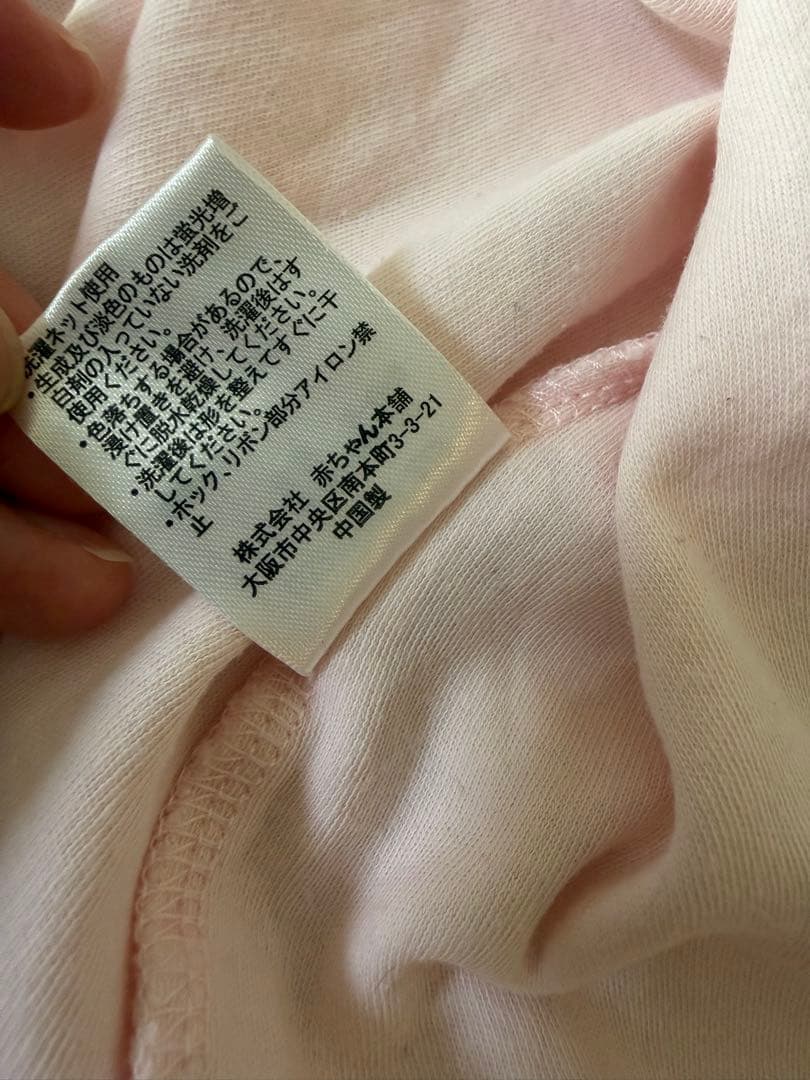 洗濯ネット使用
・生成及び淡色のものは蛍光増
白剤の入っていない洗剤をご
使用ください。
・色落ちする場合があるので、
浸け置きを避け、洗濯後はす
ぐに脱水乾燥してください。
・洗濯後は形を整えてすぐに干
してください。
・ホック、リボン部分アイロン禁
止
株式会社 赤ちゃん本舗
大阪市中央区南本町3-3-21
中国製